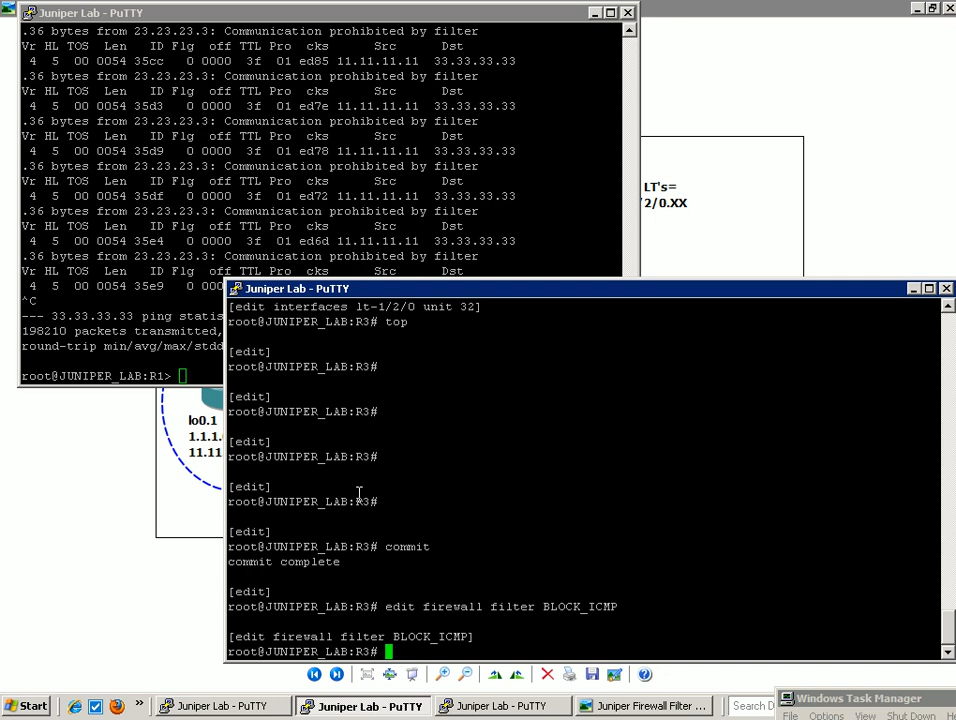 Juniper Lab - PuTTY
.36 bytes from 23.23.23.3: Communication prohibited by filter
Vr HL TOS  Len   ID Flg  off TTL Pro  cks      Src      Dst
 4  5  00 0054 35cc   0 0000  3f  01 ed85 11.11.11.11  33.33.33.33
.36 bytes from 23.23.23.3: Communication prohibited by filter
Vr HL TOS  Len   ID Flg  off TTL Pro  cks      Src      Dst
 4  5  00 0054 35d3   0 0000  3f  01 ed7e 11.11.11.11  33.33.33.33
.36 bytes from 23.23.23.3: Communication prohibited by filter
Vr HL TOS  Len   ID Flg  off TTL Pro  cks      Src      Dst
 4  5  00 0054 35d9   0 0000  3f  01 ed78 11.11.11.11  33.33.33.33
.36 bytes from 23.23.23.3: Communication prohibited by filter
Vr HL TOS  Len   ID Flg  off TTL Pro  cks      Src      Dst
 4  5  00 0054 35df   0 0000  3f  01 ed72 11.11.11.11  33.33.33.33
.36 bytes from 23.23.23.3: Communication prohibited by filter
Vr HL TOS  Len   ID Flg  off TTL Pro  cks      Src      Dst
 4  5  00 0054 35e4   0 0000  3f  01 ed6d 11.11.11.11  33.33.33.33
.36 bytes from 23.23.23.3: Communication prohibited by filter
Vr HL TOS  Len   ID Flg  off TTL Pro  cks      Src      Dst
 4  5  00 0054 35e9
^C
--- 33.33.33.33 ping statis
198210 packets transmitted,
round-trip min/avg/max/stdd
root@JUNIPER_LAB:R1>
LT's=
/2/0.XX
lo0.1
1.1.1.
11.11
Juniper Lab - PuTTY
[edit interfaces lt-1/2/0 unit 32]
root@JUNIPER_LAB:R3# top
[edit]
root@JUNIPER_LAB:R3#
[edit]
root@JUNIPER_LAB:R3#
[edit]
root@JUNIPER_LAB:R3#
[edit]
root@JUNIPER_LAB:R3#
[edit]
root@JUNIPER_LAB:R3# commit
commit complete
[edit]
root@JUNIPER_LAB:R3# edit firewall filter BLOCK_ICMP
[edit firewall filter BLOCK_ICMP]
root@JUNIPER_LAB:R3#
Start
Juniper Lab - PuTTY
Juniper Lab - PuTTY
Juniper Lab - PuTTY
Juniper Firewall Filter ...
Search D
Windows Task Manager
File Options View Shut Down H